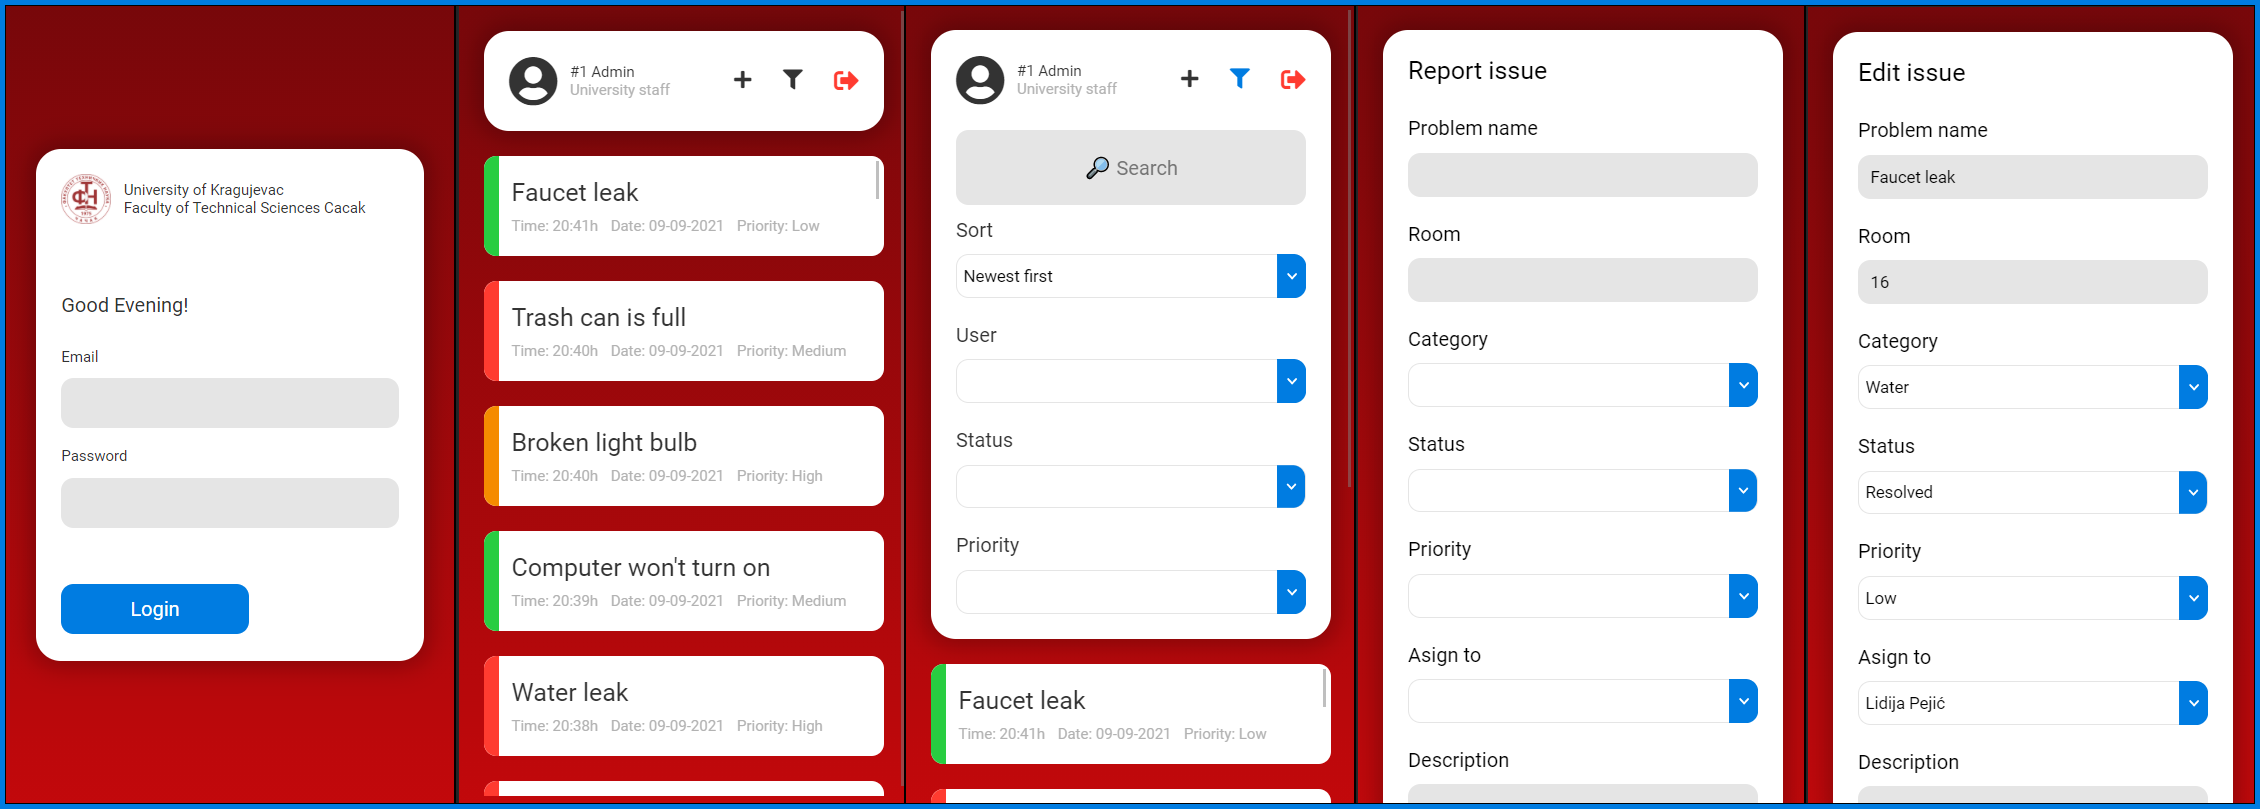 University of Kragujevac
Faculty of Technical Sciences Cacak
Good Evening!
Email
Password
Login
#1 Admin
University staff
Faucet leak
Time: 20:41h Date: 09-09-2021 Priority: Low
Trash can is full
Time: 20:40h Date: 09-09-2021 Priority: Medium
Broken light bulb
Time: 20:40h Date: 09-09-2021 Priority: High
Computer won't turn on
Time: 20:39h Date: 09-09-2021 Priority: Medium
Water leak
Time: 20:38h Date: 09-09-2021 Priority: High
#1 Admin
University staff
Search
Sort
Newest first
User
Status
Priority
Faucet leak
Time: 20:41h Date: 09-09-2021 Priority: Low
Report issue
Problem name
Room
Category
Status
Priority
Asign to
Description
Edit issue
Problem name
Faucet leak
Room
16
Category
Water
Status
Resolved
Priority
Low
Asign to
Lidija Pejić
Description